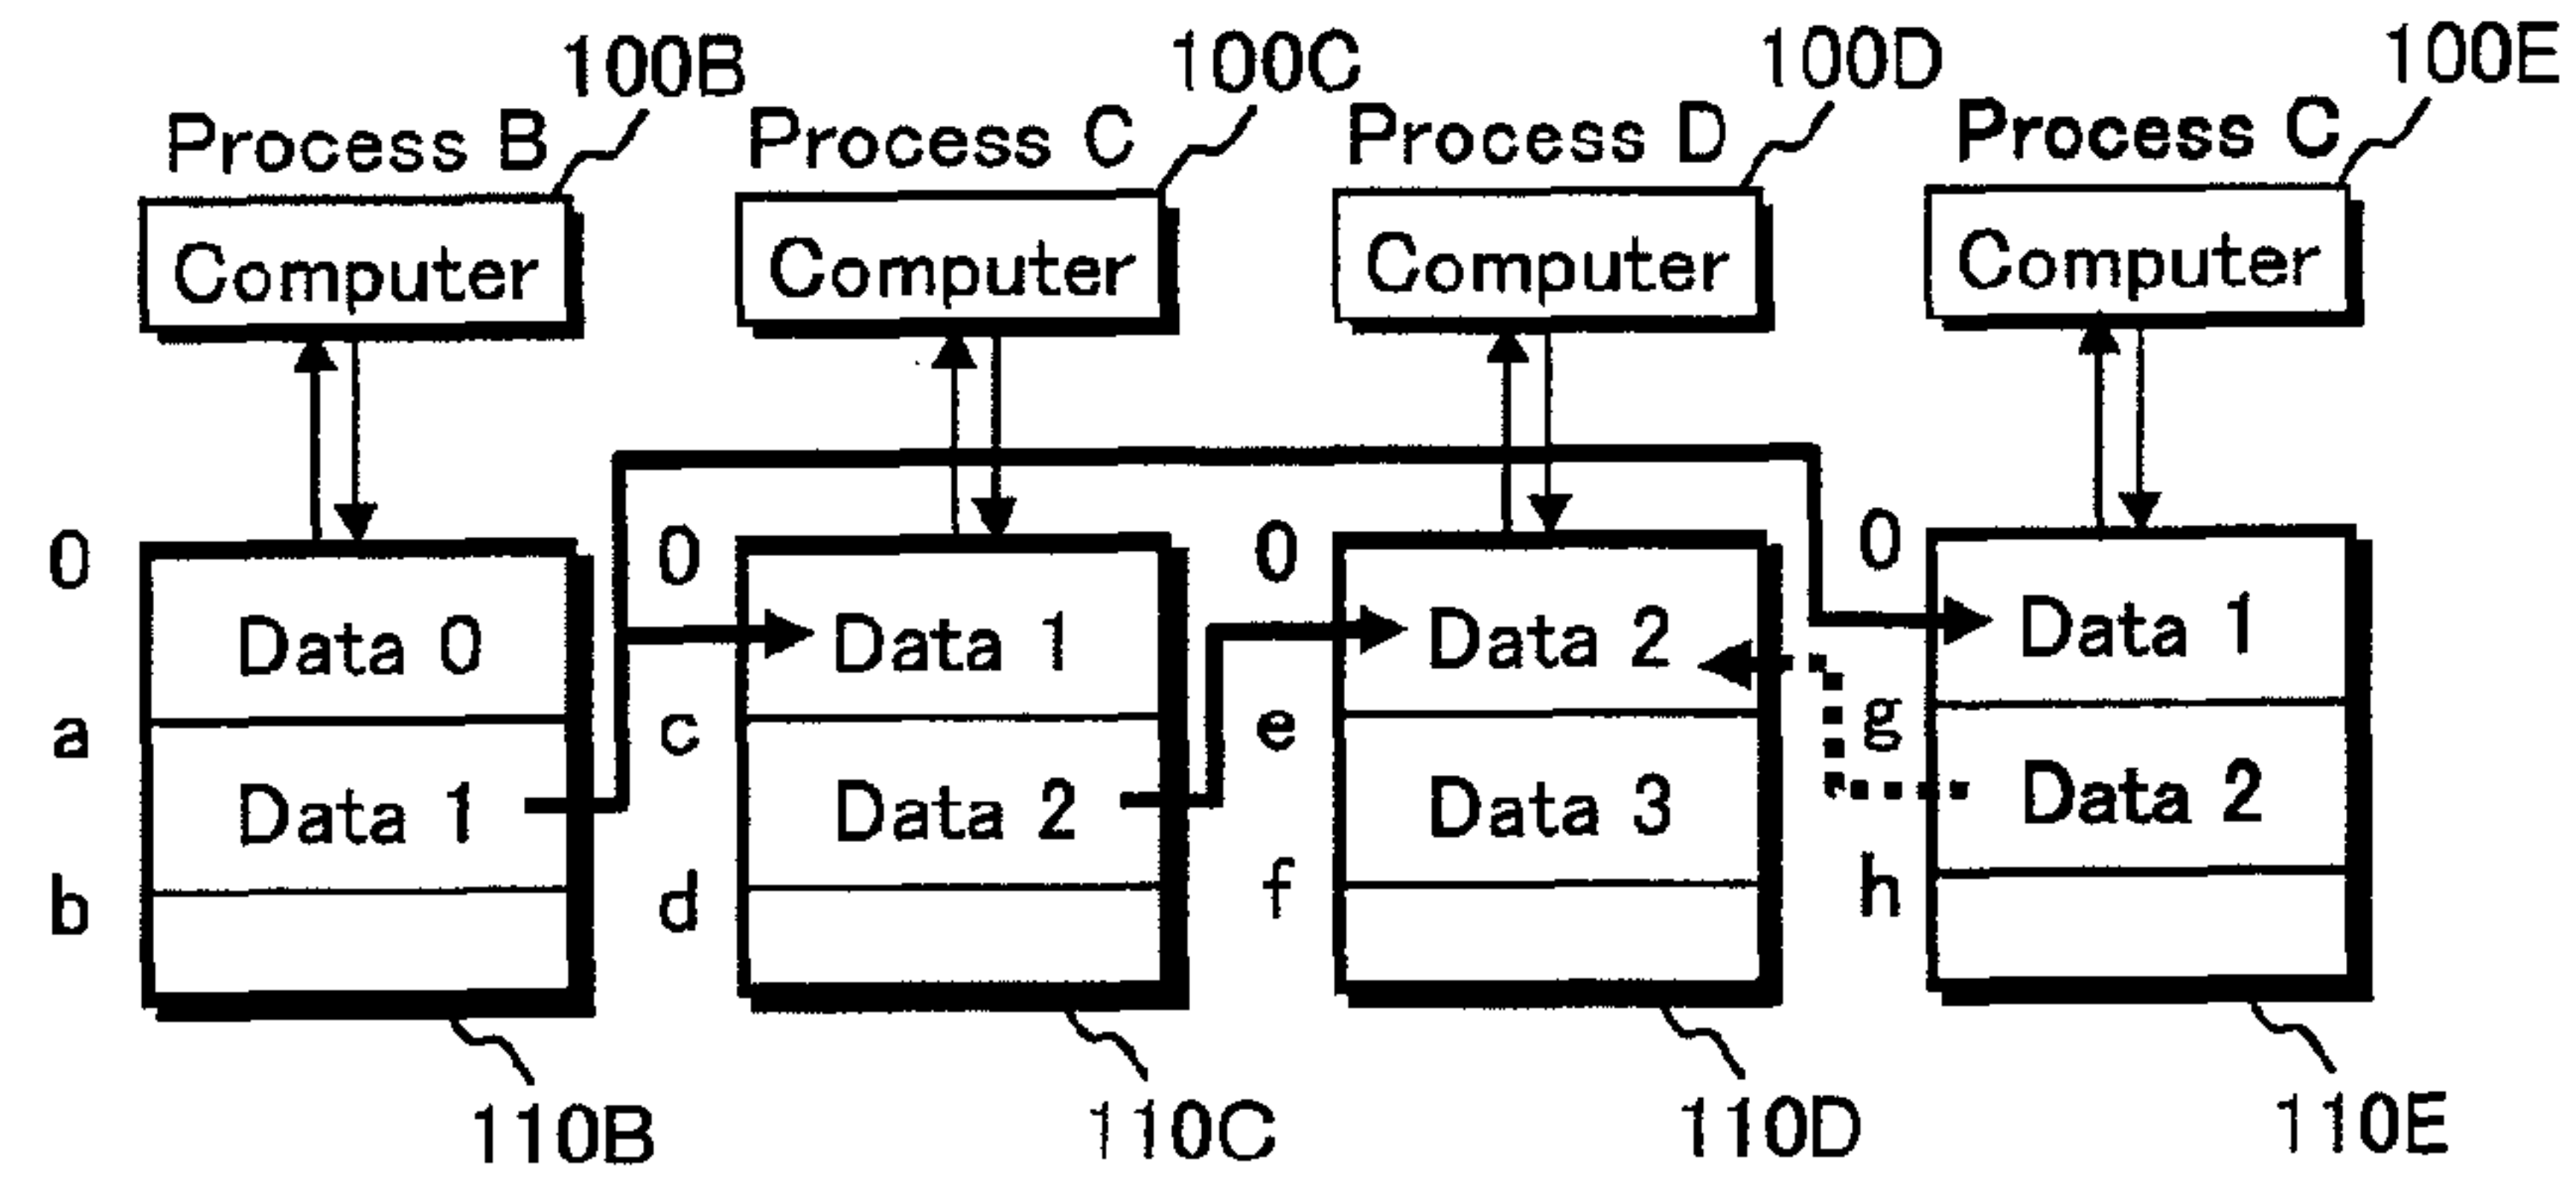 100B 100C 100D 100E
Process B Process C Process D Process C
Computer Computer Computer Computer
0 0 0 0
Data 0 Data 1 Data 2 Data 1
a c e g
Data 1 Data 2 Data 3 Data 2
b d f h
110B 110C 110D 110E